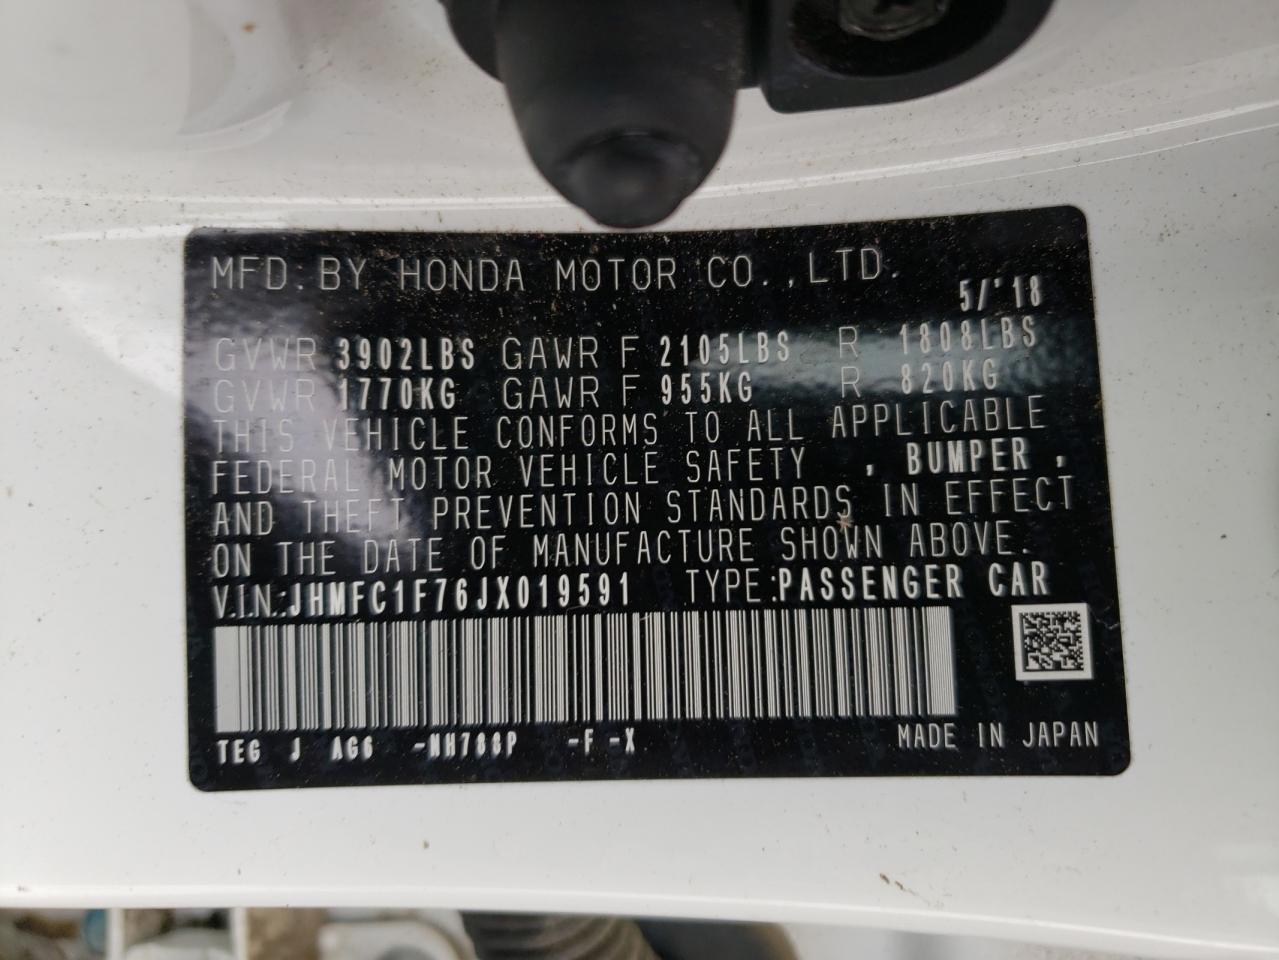 MFD. BY HONDA MOTOR CO.,LTD.
5/'18
GVWR 3902LBS GAWR F 2105LBS R 1808LBS
GVWR 1770KG GAWR F 955KG R 820KG
THIS VEHICLE CONFORMS TO ALL APPLICABLE
FEDERAL MOTOR VEHICLE SAFETY , BUMPER ,
AND THEFT PREVENTION STANDARDS IN EFFECT
ON THE DATE OF MANUFACTURE SHOWN ABOVE.
V.I.N.:JHMFC1F76JX019591 TYPE:PASSENGER CAR
TEG J AG6 -NH788P -F -X
MADE IN JAPAN